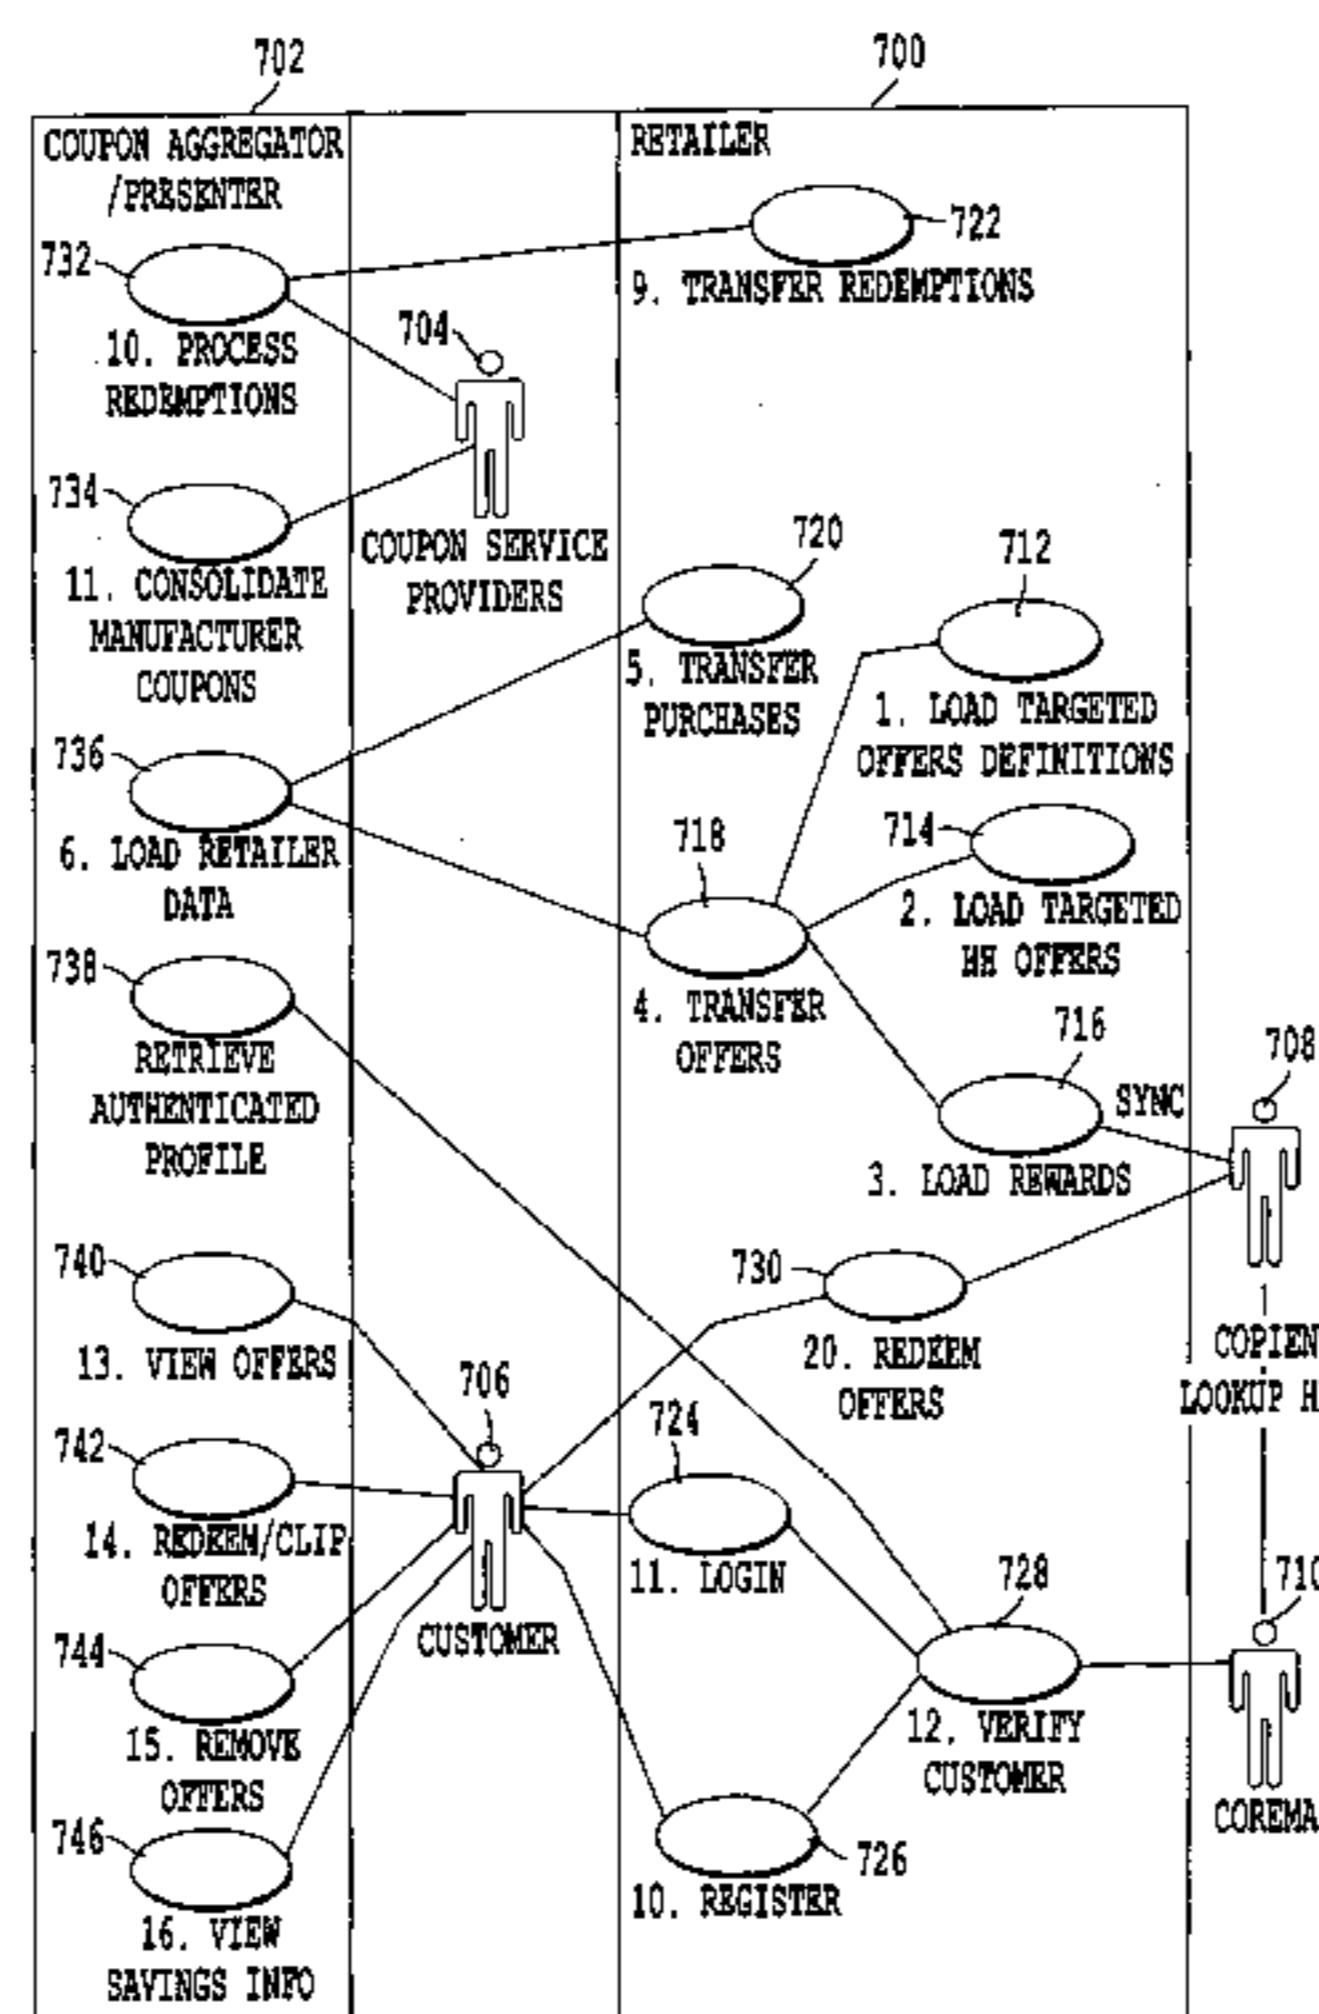 702
700
COUPON AGGREGATOR
/PRESENTER
RETAILER
732
722
9. TRANSFER REDEMPTIONS
10. PROCESS
REDEMPTIONS
704
COUPON SERVICE
PROVIDERS
734
11. CONSOLIDATE
MANUFACTURER
COUPONS
720
5. TRANSFER
PURCHASES
712
1. LOAD TARGETED
OFFERS DEFINITIONS
736
6. LOAD RETAILER
DATA
718
4. TRANSFER
OFFERS
714
2. LOAD TARGETED
HH OFFERS
738
RETRIEVE
AUTHENTICATED
PROFILE
716
SYNC
3. LOAD REWARDS
708
COPIEN
LOOKUP H
740
13. VIEW OFFERS
730
20. REDEEM
OFFERS
706
CUSTOMER
742
14. REDEEM/CLIP
OFFERS
724
11. LOGIN
728
12. VERIFY
CUSTOMER
710
COREMA
744
15. REMOVE
OFFERS
726
10. REGISTER
746
16. VIEW
SAVINGS INFO